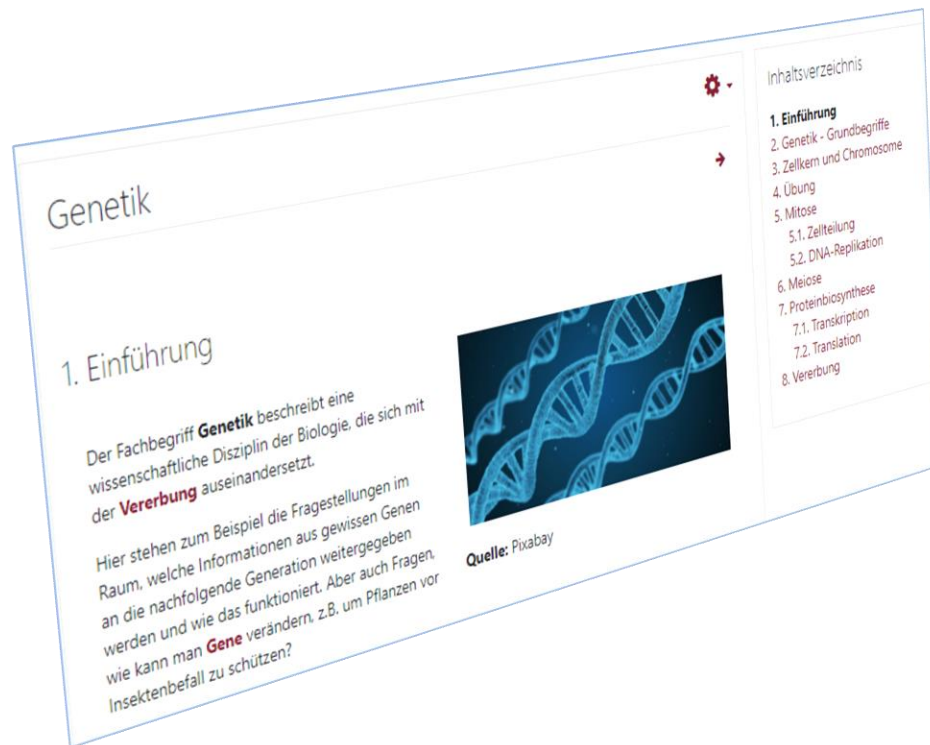 Genetik
1. Einführung
Der Fachbegriff Genetik beschreibt eine
wissenschaftliche Disziplin der Biologie, die sich mit
der Vererbung auseinandersetzt.
Hier stehen zum Beispiel die Fragestellungen im
Raum, welche Informationen aus gewissen Genen
an die nachfolgende Generation weitergegeben
werden und wie das funktioniert. Aber auch Fragen,
wie kann man Gene verändern, z.B. um Pflanzen vor
Insektenbefall zu schützen?
Quelle: Pixabay
Inhaltsverzeichnis
1. Einführung
2. Genetik - Grundbegriffe
3. Zellkern und Chromosome
4. Übung
5. Mitose
5.1. Zellteilung
5.2. DNA-Replikation
6. Meiose
7. Proteinbiosynthese
7.1. Transkription
7.2. Translation
8. Vererbung